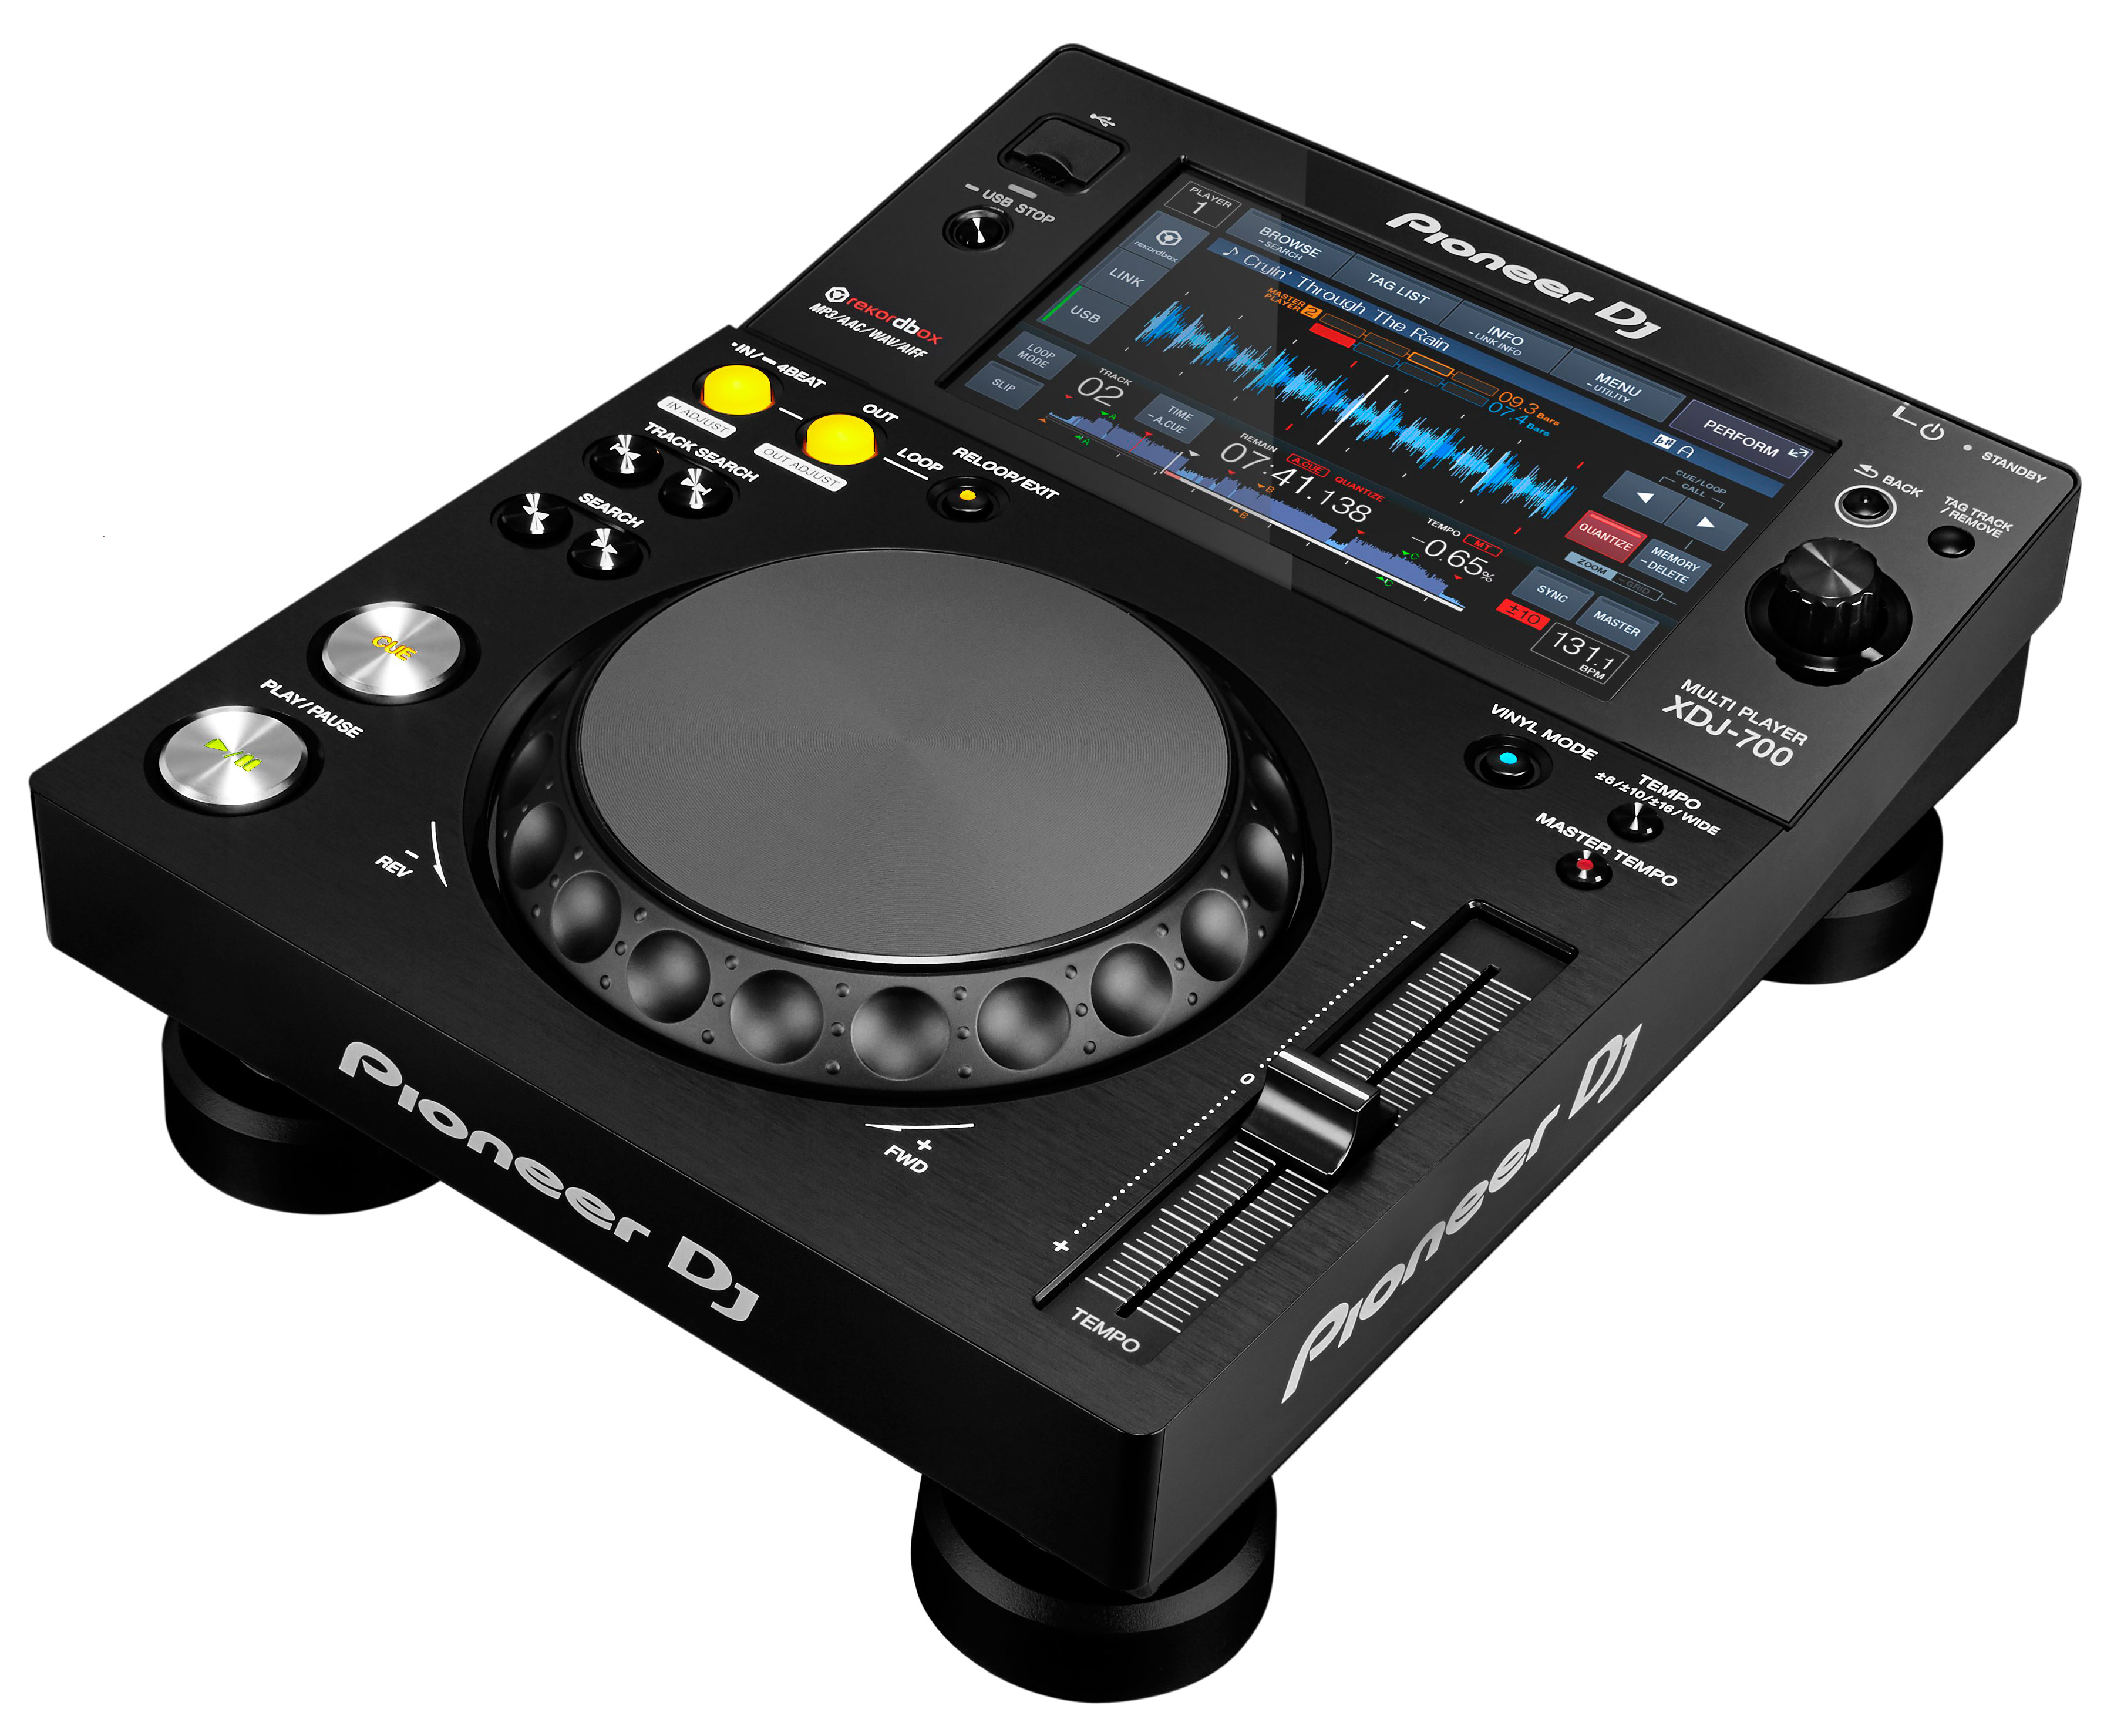 Pioneer DJ
USB STOP
rekordbox
MP3/AAC/WAV/AIFF
PLAYER
1
BROWSE
-SEARCH
TAG LIST
INFO
-LINK INFO
MENU
-UTILITY
PERFORM
rekordbox
LINK
USB
LOOP
MODE
SLIP
Cryin' Through The Rain
A
MASTER
PLAYER 2
09.3 Bars
07.4 Bars
TRACK
02
TIME
-A.CUE
REMAIN
A.CUE
QUANTIZE
07:41.138
TEMPO
MT
-0.65%
±10
131.1
BPM
CUE/LOOP
CALL
QUANTIZE
MEMORY
-DELETE
ZOOM
-GRID
SYNC
MASTER
A
A
B
B
C
C
STANDBY
BACK
TAG TRACK
/REMOVE
MULTI PLAYER
XDJ-700
IN/
4BEAT
OUT
IN ADJUST
OUT ADJUST
LOOP
RELOOP/EXIT
TRACK SEARCH
SEARCH
CUE
PLAY/PAUSE
VINYL MODE
TEMPO
±6/±10/±16/WIDE
MASTER TEMPO
-
REV
+
FWD
-
0
+
TEMPO
Pioneer DJ
Pioneer DJ